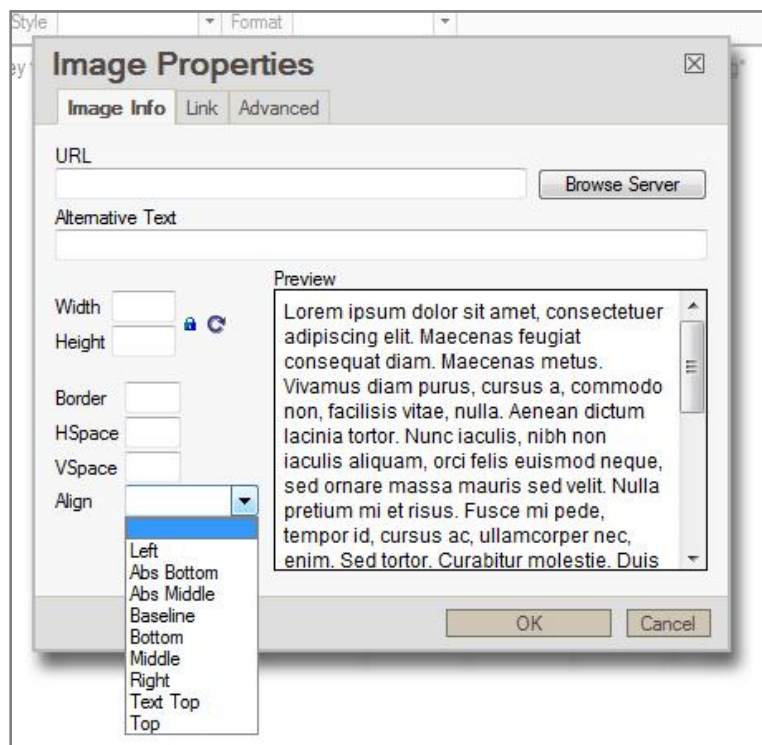 Style Format
Image Properties
Image Info Link Advanced
URL
Browse Server
Alternative Text
Preview
Width
Height
Border
HSpace
VSpace
Align
Lorem ipsum dolor sit amet, consectetuer
adipiscing elit. Maecenas feugiat
consequat diam. Maecenas metus.
Vivamus diam purus, cursus a, commodo
non, facilisis vitae, nulla. Aenean dictum
lacinia tortor. Nunc iaculis, nibh non
iaculis aliquam, orci felis euismod neque,
sed ornare massa mauris sed velit. Nulla
pretium mi et risus. Fusce mi pede,
tempor id, cursus ac, ullamcorper nec,
enim. Sed tortor. Curabitur molestie. Duis
Left
Abs Bottom
Abs Middle
Baseline
Bottom
Middle
Right
Text Top
Top
OK Cancel